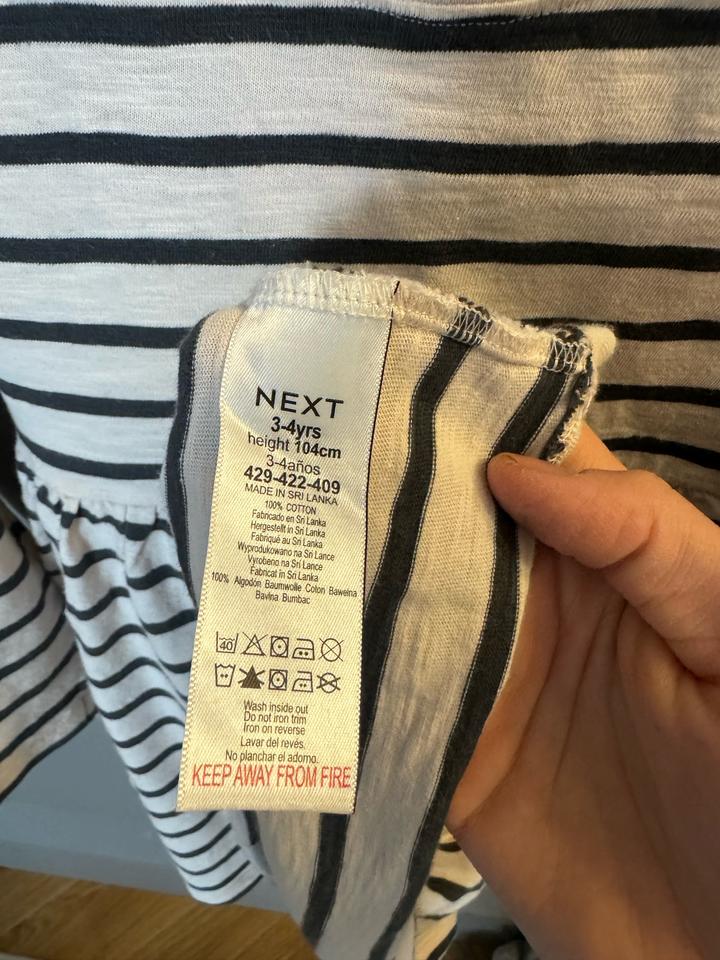 NEXT
3-4yrs
height 104cm
3-4años
429-422-409
MADE IN SRI LANKA
100% COTTON
Fabricado en Sri Lanka
Hergestellt in Sri Lanka
Fabriqué au Sri Lanka
Wyprodukowano na Sri Lance
Vyrobeno na Sri Lance
Fabricat în Sri Lanka
100% Algodón Baumwolle Coton Bawełna
Bavlna Bumbac
40
Wash inside out
Do not iron trim
Iron on reverse
Lavar del revés.
No planchar el adorno.
KEEP AWAY FROM FIRE